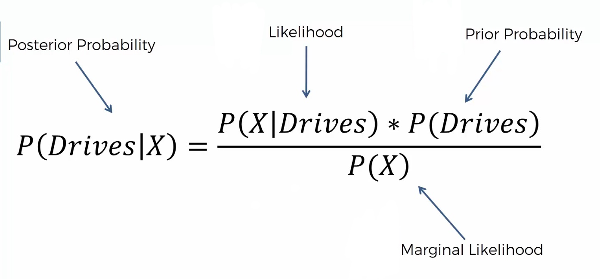 Likelihood
Prior Probability
Posterior Probability
P(X|Drives) * P(Drives)
P(Drives|X) =
P(X)
Marginal Likelihood